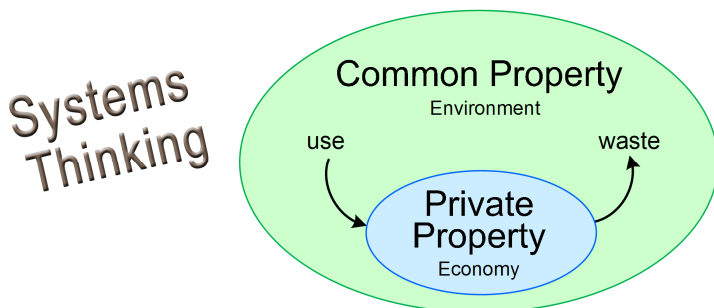 Systems
Thinking
Common Property
Environment
use
waste
Private
Property
Economy